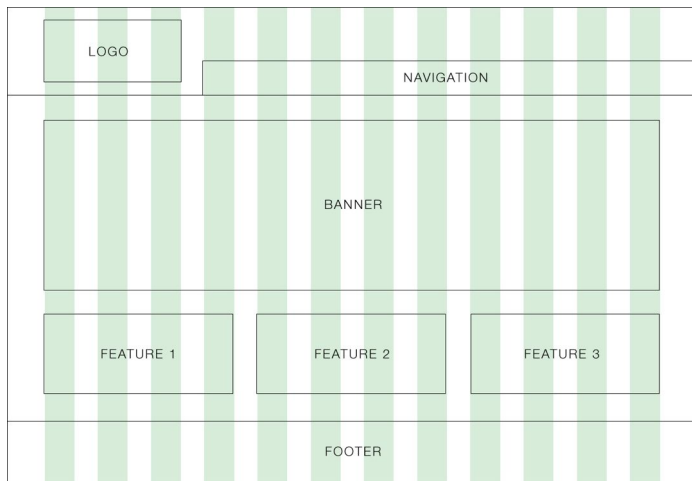 LOGO
NAVIGATION
BANNER
FEATURE 1
FEATURE 2
FEATURE 3
FOOTER